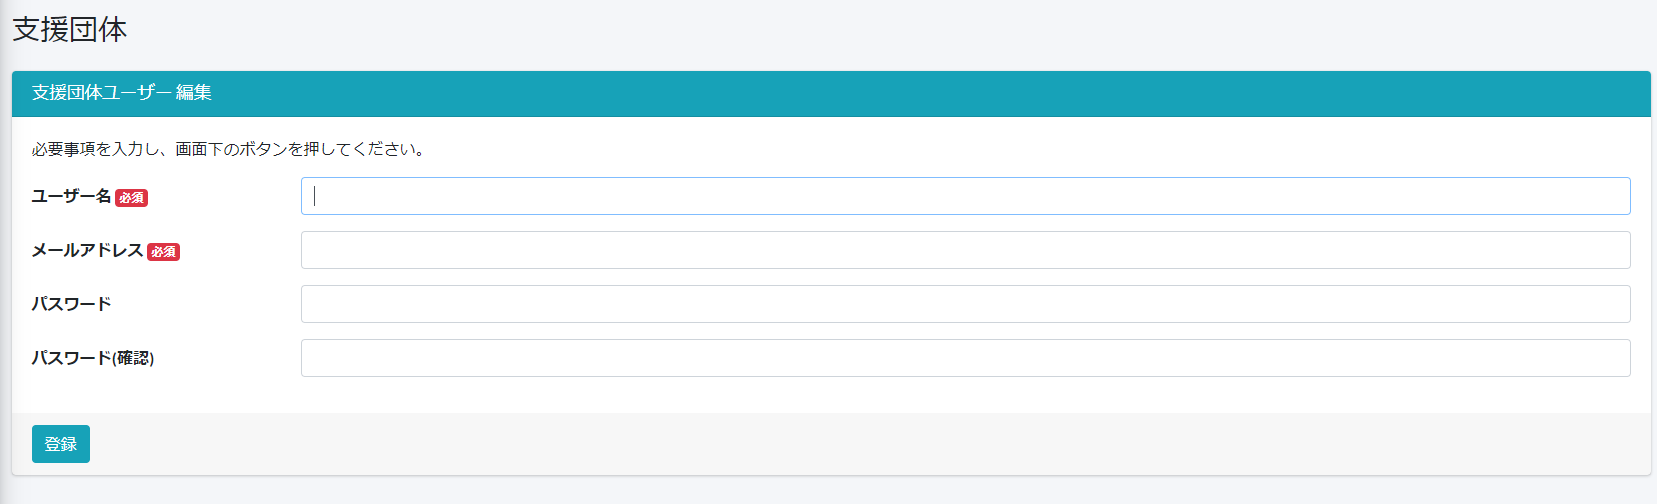 支援団体
支援団体ユーザー 編集
必要事項を入力し、画面下のボタンを押してください。
ユーザー名 必須
メールアドレス 必須
パスワード
パスワード(確認)
登録